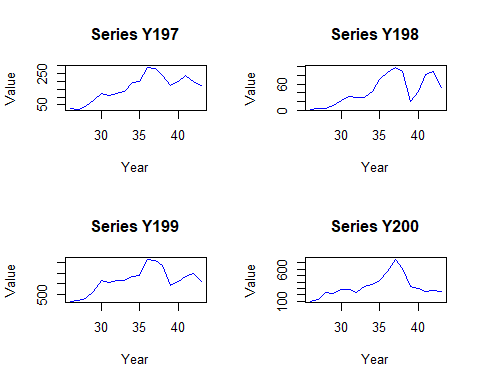 Series Y197
Value
50 250
30 35 40
Year
Series Y198
Value
0 60
30 35 40
Year
Series Y199
Value
500
30 35 40
Year
Series Y200
Value
100 600
30 35 40
Year